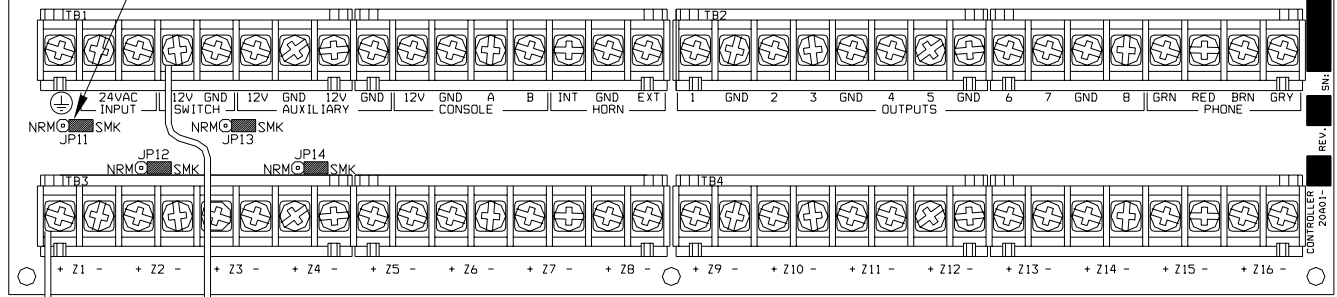 TB1 TB2
24VAC 12V GND 12V GND 12V GND 12V GND A B INT GND EXT 1 GND 2 3 GND 4 5 GND 6 7 GND 8 GRN RED BRN GRY
INPUT SWITCH AUXILIARY CONSOLE HORN OUTPUTS PHONE
NRM SMK NRM SMK
JP11 JP13
JP12 JP14
NRM SMK NRM SMK
TB3 TB4
+ Z1 - + Z2 - + Z3 - + Z4 - + Z5 - + Z6 - + Z7 - + Z8 - + Z9 - + Z10 - + Z11 - + Z12 - + Z13 - + Z14 - + Z15 - + Z16 -
SN:
REV.
CONTROLLER
20A01-